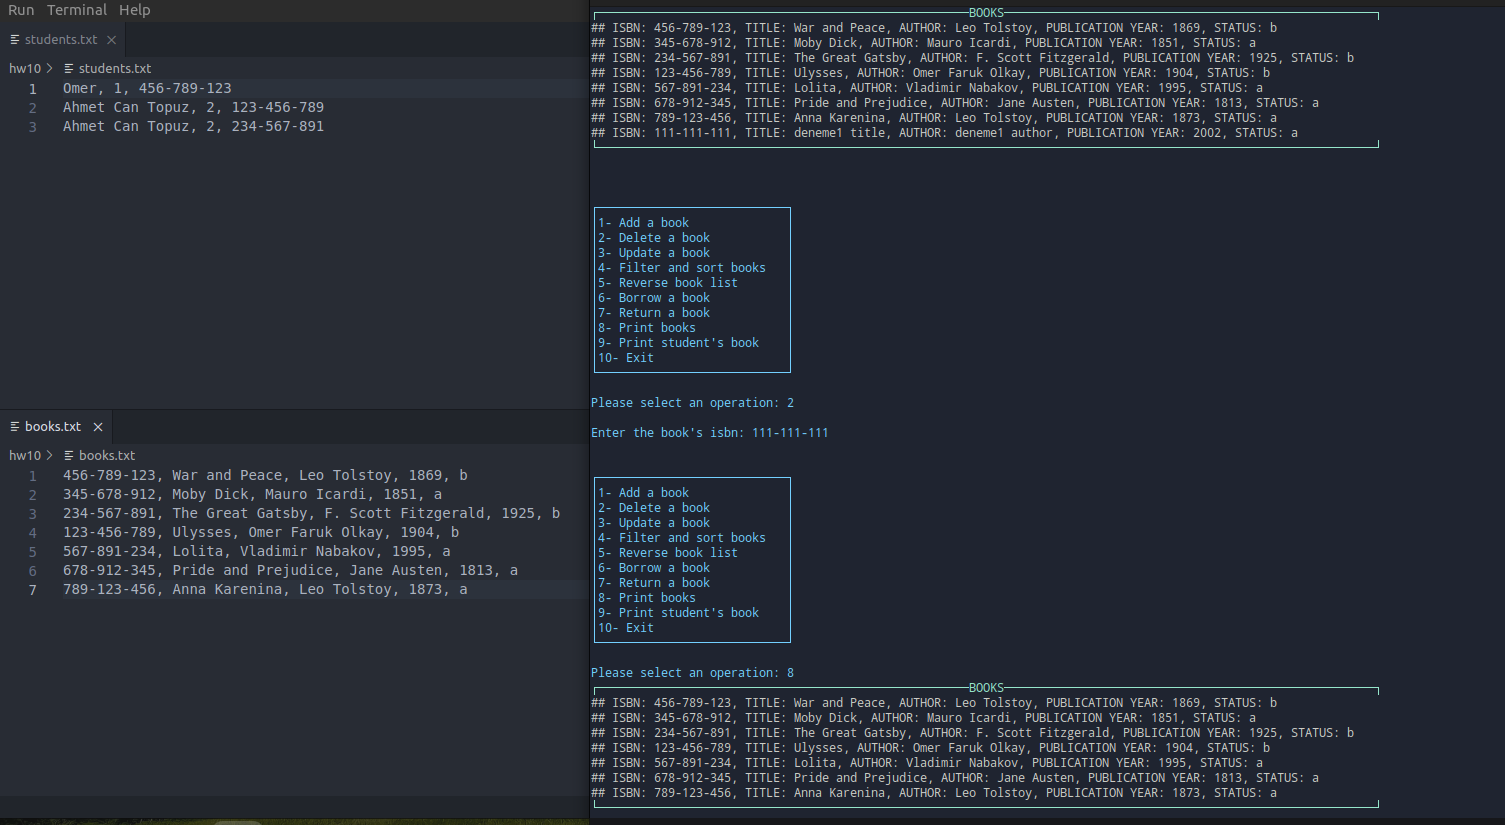 Run Terminal Help
students.txt
hw10 > students.txt
1 Omer, 1, 456-789-123
2 Ahmet Can Topuz, 2, 123-456-789
3 Ahmet Can Topuz, 2, 234-567-891
books.txt
hw10 > books.txt
1 456-789-123, War and Peace, Leo Tolstoy, 1869, b
2 345-678-912, Moby Dick, Mauro Icardi, 1851, a
3 234-567-891, The Great Gatsby, F. Scott Fitzgerald, 1925, b
4 123-456-789, Ulysses, Omer Faruk Olkay, 1904, b
5 567-891-234, Lolita, Vladimir Nabakov, 1995, a
6 678-912-345, Pride and Prejudice, Jane Austen, 1813, a
7 789-123-456, Anna Karenina, Leo Tolstoy, 1873, a
BOOKS
## ISBN: 456-789-123, TITLE: War and Peace, AUTHOR: Leo Tolstoy, PUBLICATION YEAR: 1869, STATUS: b
## ISBN: 345-678-912, TITLE: Moby Dick, AUTHOR: Mauro Icardi, PUBLICATION YEAR: 1851, STATUS: a
## ISBN: 234-567-891, TITLE: The Great Gatsby, AUTHOR: F. Scott Fitzgerald, PUBLICATION YEAR: 1925, STATUS: b
## ISBN: 123-456-789, TITLE: Ulysses, AUTHOR: Omer Faruk Olkay, PUBLICATION YEAR: 1904, STATUS: b
## ISBN: 567-891-234, TITLE: Lolita, AUTHOR: Vladimir Nabakov, PUBLICATION YEAR: 1995, STATUS: a
## ISBN: 678-912-345, TITLE: Pride and Prejudice, AUTHOR: Jane Austen, PUBLICATION YEAR: 1813, STATUS: a
## ISBN: 789-123-456, TITLE: Anna Karenina, AUTHOR: Leo Tolstoy, PUBLICATION YEAR: 1873, STATUS: a
## ISBN: 111-111-111, TITLE: deneme1 title, AUTHOR: deneme1 author, PUBLICATION YEAR: 2002, STATUS: a
1- Add a book
2- Delete a book
3- Update a book
4- Filter and sort books
5- Reverse book list
6- Borrow a book
7- Return a book
8- Print books
9- Print student's book
10- Exit
Please select an operation: 2
Enter the book's isbn: 111-111-111
1- Add a book
2- Delete a book
3- Update a book
4- Filter and sort books
5- Reverse book list
6- Borrow a book
7- Return a book
8- Print books
9- Print student's book
10- Exit
Please select an operation: 8
BOOKS
## ISBN: 456-789-123, TITLE: War and Peace, AUTHOR: Leo Tolstoy, PUBLICATION YEAR: 1869, STATUS: b
## ISBN: 345-678-912, TITLE: Moby Dick, AUTHOR: Mauro Icardi, PUBLICATION YEAR: 1851, STATUS: a
## ISBN: 234-567-891, TITLE: The Great Gatsby, AUTHOR: F. Scott Fitzgerald, PUBLICATION YEAR: 1925, STATUS: b
## ISBN: 123-456-789, TITLE: Ulysses, AUTHOR: Omer Faruk Olkay, PUBLICATION YEAR: 1904, STATUS: b
## ISBN: 567-891-234, TITLE: Lolita, AUTHOR: Vladimir Nabakov, PUBLICATION YEAR: 1995, STATUS: a
## ISBN: 678-912-345, TITLE: Pride and Prejudice, AUTHOR: Jane Austen, PUBLICATION YEAR: 1813, STATUS: a
## ISBN: 789-123-456, TITLE: Anna Karenina, AUTHOR: Leo Tolstoy, PUBLICATION YEAR: 1873, STATUS: a